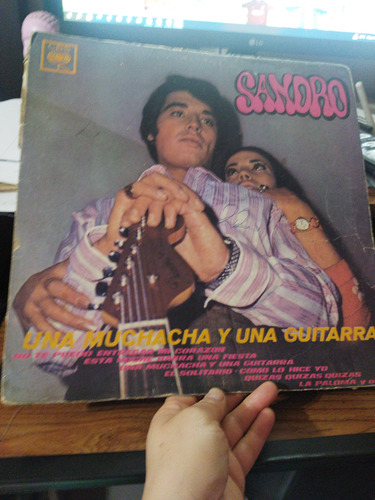 LG
CBS
SANDRO
UNA MUCHACHA Y UNA GUITARRA
NO TE PUEDO ENTREGAR MI CORAZON
ESTA NOCHE HABRA UNA FIESTA
UNA MUCHACHA Y UNA GUITARRA
EL SOLITARIO · COMO LO HICE YO
QUIZAS QUIZAS QUIZAS
LA PALOMA Y